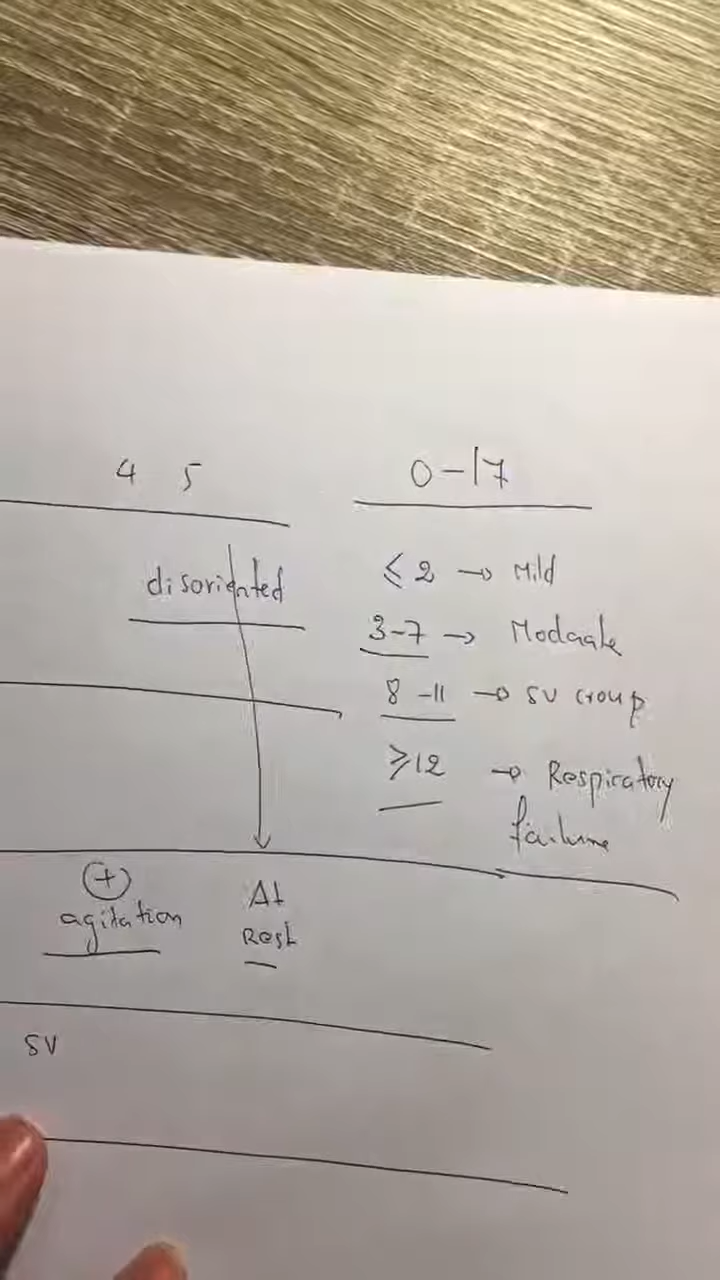 4 5 0-17
disoriented
≤ 2 → Mild
3-7 → Modaate
8-11 → SV croup
≥12 → Respiratory failure
+
agitation
At
Rest
SV